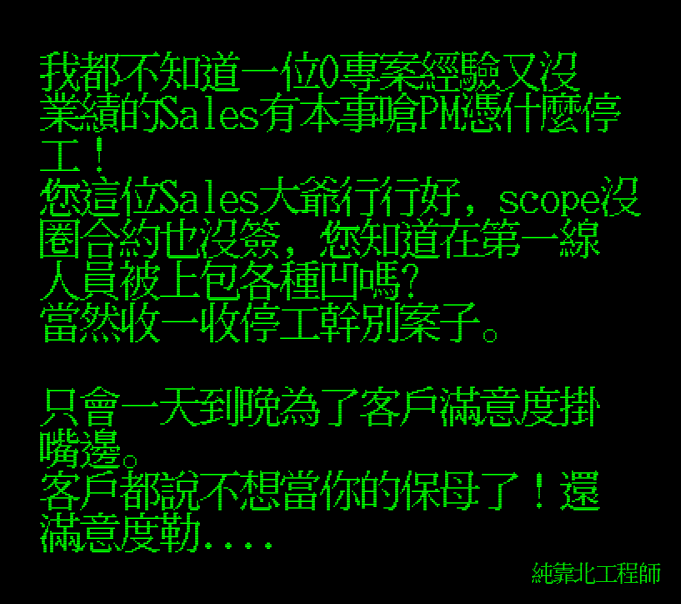 我都不知道一位0專案經驗又沒
業績的Sales有本事嗆PM憑什麼停
工！
您這位Sales大爺行行好，scope沒
圈合約也沒簽，您知道在第一線
人員被上包各種凹嗎?
當然收一收停工幹別案子。
只會一天到晚為了客戶滿意度掛
嘴邊。
客戶都說不想當你的保母了！還
滿意度勒....
純靠北工程師